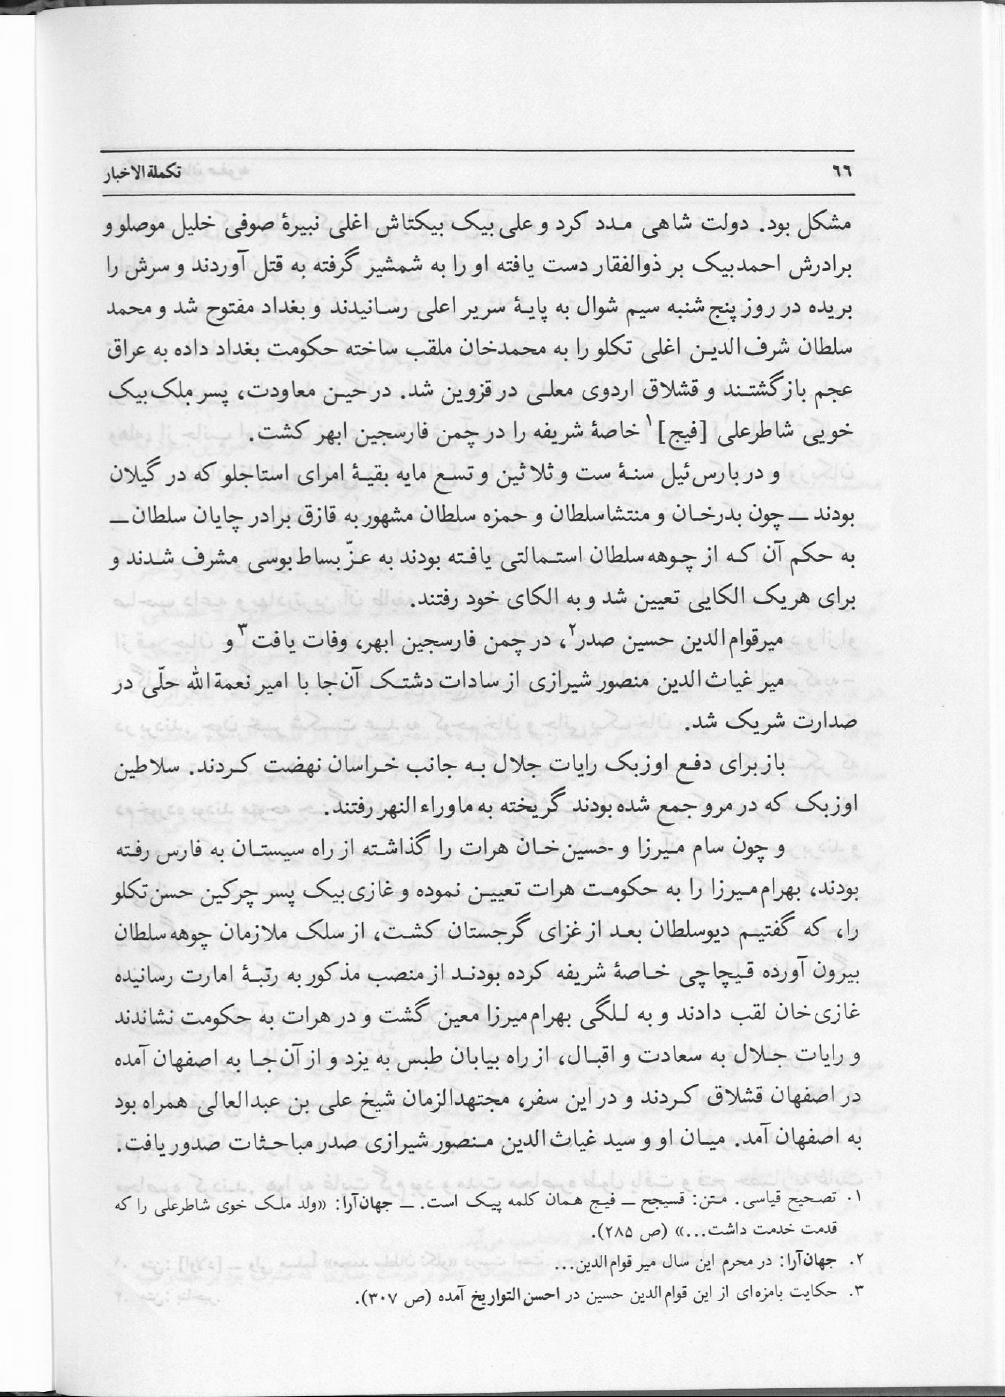 ۶۶
تکملة الاخبار
مشکل بود. دولت شاهی مدد کرد و علی بیک بیکتاش اغلی نبیرهٔ صوفی خلیل موصلو و
برادرش احمدبیک بر ذوالفقار دست یافته او را به شمشیر گرفته به قتل آوردند و سرش را
بریده در روز پنج‌شنبه سیم شوال به پایهٔ سریر اعلی رسانیدند و بغداد مفتوح شد و محمد
سلطان شرف‌الدین اغلی تکلو را به محمدخان ملقب ساخته حکومت بغداد داده به عراق
عجم بازگشتند و قشلاق اردوی معلی در قزوین شد. در حین معاودت، پسر ملک‌بیک
خویی شاطرعلی [فیج]۱ خاصهٔ شریفه را در چمن فارسجین ابهر کشت.
و در بارس‌ئیل سنهٔ ست و ثلاثین و تسع مایه بقیهٔ امرای استاجلو که در گیلان
بودند ــ چون بدرخان و منتشاسلطان و حمزه سلطان مشهور به قازق برادر چایان سلطان ــ
به حکم آن که از چوهه‌سلطان استمالتی یافته بودند به عزّ بساط‌بوسی مشرف شدند و
برای هریک الکایی تعیین شد و به الکای خود رفتند.
میرقوام‌الدین حسین صدر۲، در چمن فارسجین ابهر، وفات یافت۳ و
میر غیاث‌الدین منصور شیرازی از سادات دشتک آن‌جا با امیر نعمة‌الله حلّی در
صدارت شریک شد.
باز برای دفع اوزبک رایات جلال به جانب خراسان نهضت کردند. سلاطین
اوزبک که در مرو جمع شده بودند گریخته به ماوراءالنهر رفتند.
و چون سام میرزا و حسین‌خان هرات را گذاشته از راه سیستان به فارس رفته
بودند، بهرام‌میرزا را به حکومت هرات تعیین نموده و غازی‌بیک پسر چرکین حسن تکلو
را، که گفتیم دیوسلطان بعد از غزای گرجستان کشت، از سلک ملازمان چوهه‌سلطان
بیرون آورده قیچاچی خاصهٔ شریفه کرده بودند از منصب مذکور به رتبهٔ امارت رسانیده
غازی‌خان لقب دادند و به للگی بهرام‌میرزا معین گشت و در هرات به حکومت نشاندند
و رایات جلال به سعادت و اقبال، از راه بیابان طبس به یزد و از آن‌جا به اصفهان آمده
در اصفهان قشلاق کردند و در این سفر، مجتهدالزمان شیخ علی بن عبدالعالی همراه بود
به اصفهان آمد. میان او و سید غیاث‌الدین منصور شیرازی صدر مباحثات صدور یافت.
۱. تصحیح قیاسی. متن: قسیجح ــ فیج همان کلمه پیک است. ــ جهان‌آرا: «ولد ملک خوی شاطرعلی را که
قدمت خدمت داشت...» (ص ۲۸۵).
۲. جهان‌آرا: در محرم این سال میر قوام‌الدین...
۳. حکایت بامزه‌ای از این قوام‌الدین حسین در احسن‌التواریخ آمده (ص ۳۰۷).